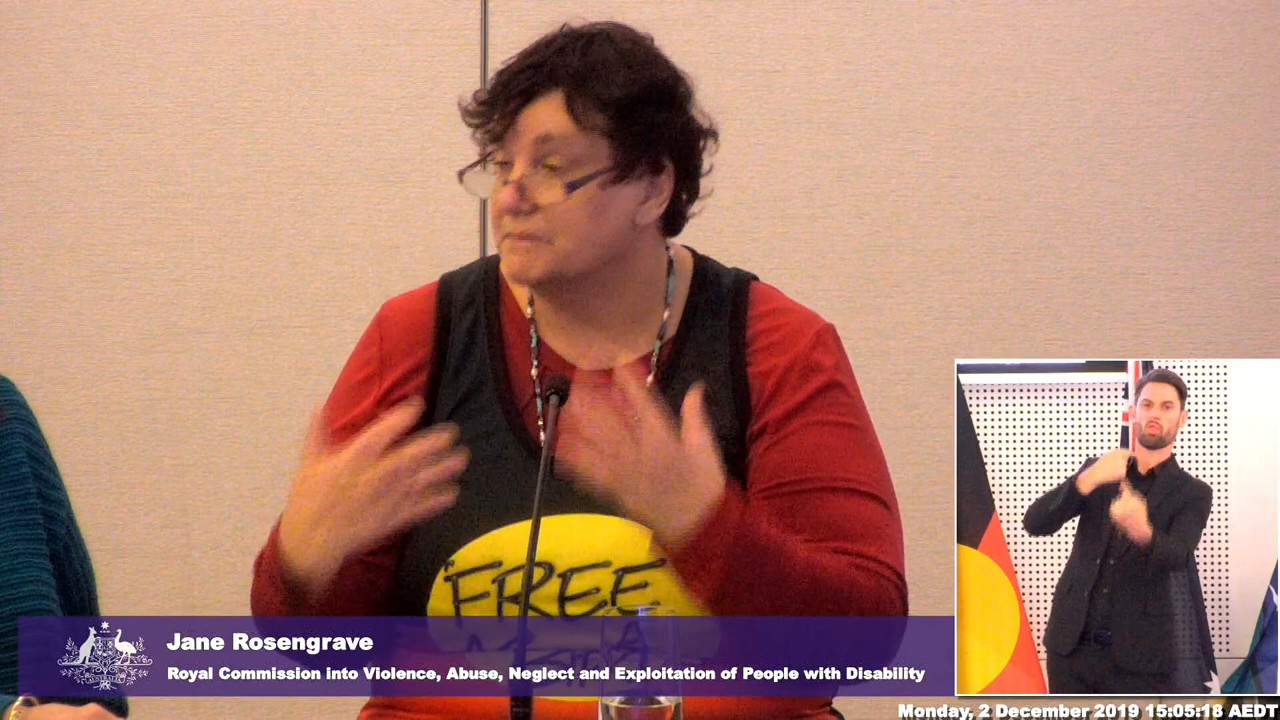 FREE
Jane Rosengrave
Royal Commission into Violence, Abuse, Neglect and Exploitation of People with Disability
Monday, 2 December 2019 15:05:18 AEDT